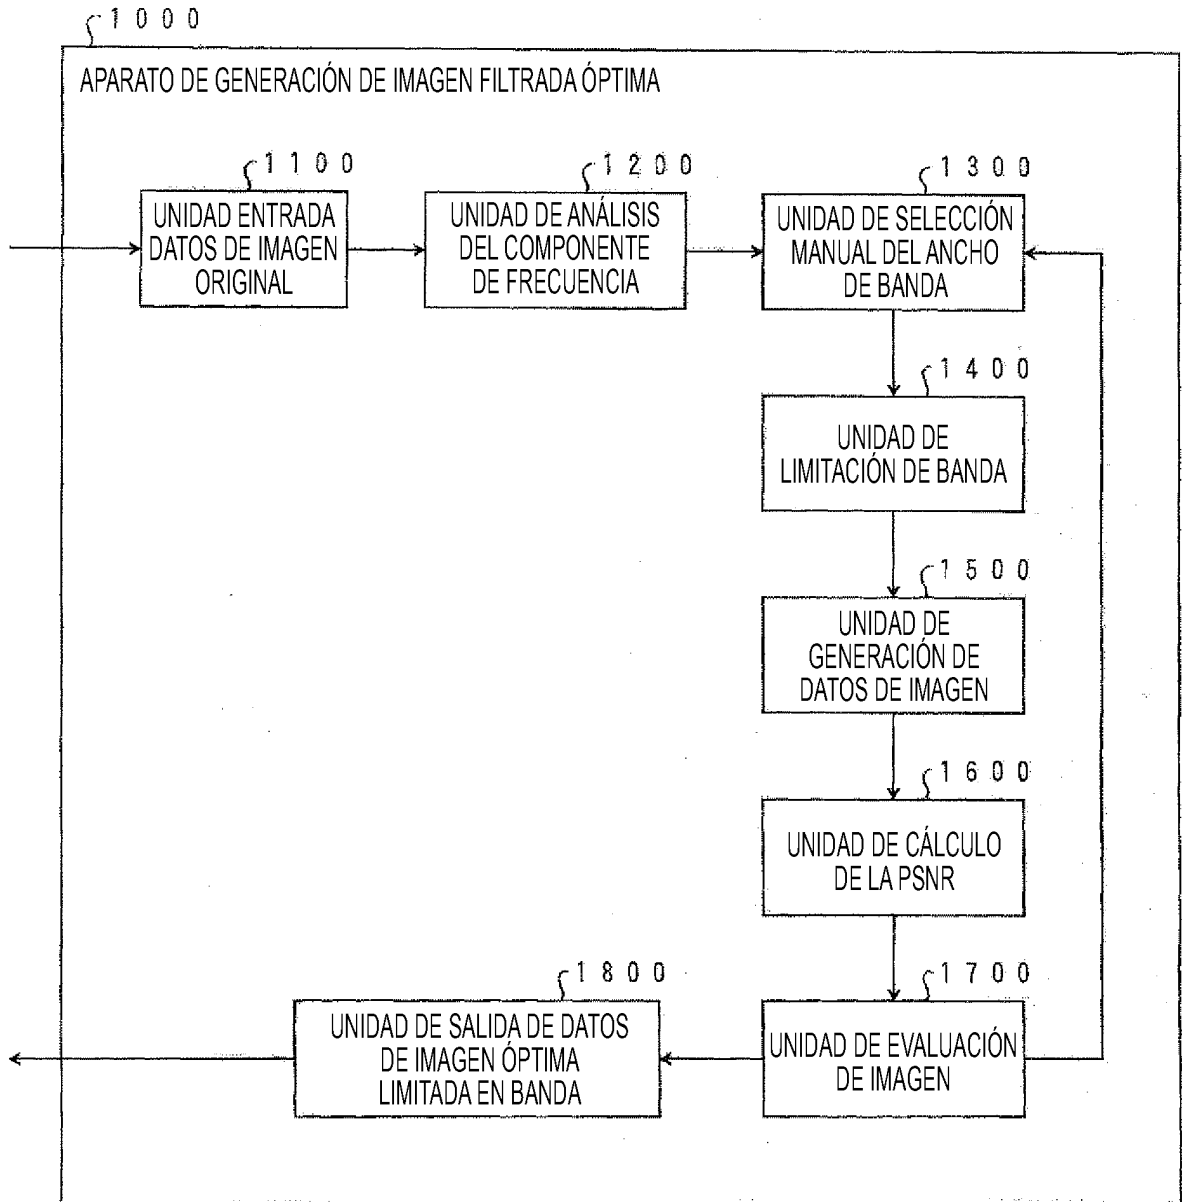 1000
APARATO DE GENERACIÓN DE IMAGEN FILTRADA ÓPTIMA
1100
UNIDAD ENTRADA
DATOS DE IMAGEN
ORIGINAL
1200
UNIDAD DE ANÁLISIS
DEL COMPONENTE
DE FRECUENCIA
1300
UNIDAD DE SELECCIÓN
MANUAL DEL ANCHO
DE BANDA
1400
UNIDAD DE
LIMITACIÓN DE BANDA
1500
UNIDAD DE
GENERACIÓN DE
DATOS DE IMAGEN
1600
UNIDAD DE CÁLCULO
DE LA PSNR
1700
UNIDAD DE EVALUACIÓN
DE IMAGEN
1800
UNIDAD DE SALIDA DE DATOS
DE IMAGEN ÓPTIMA
LIMITADA EN BANDA